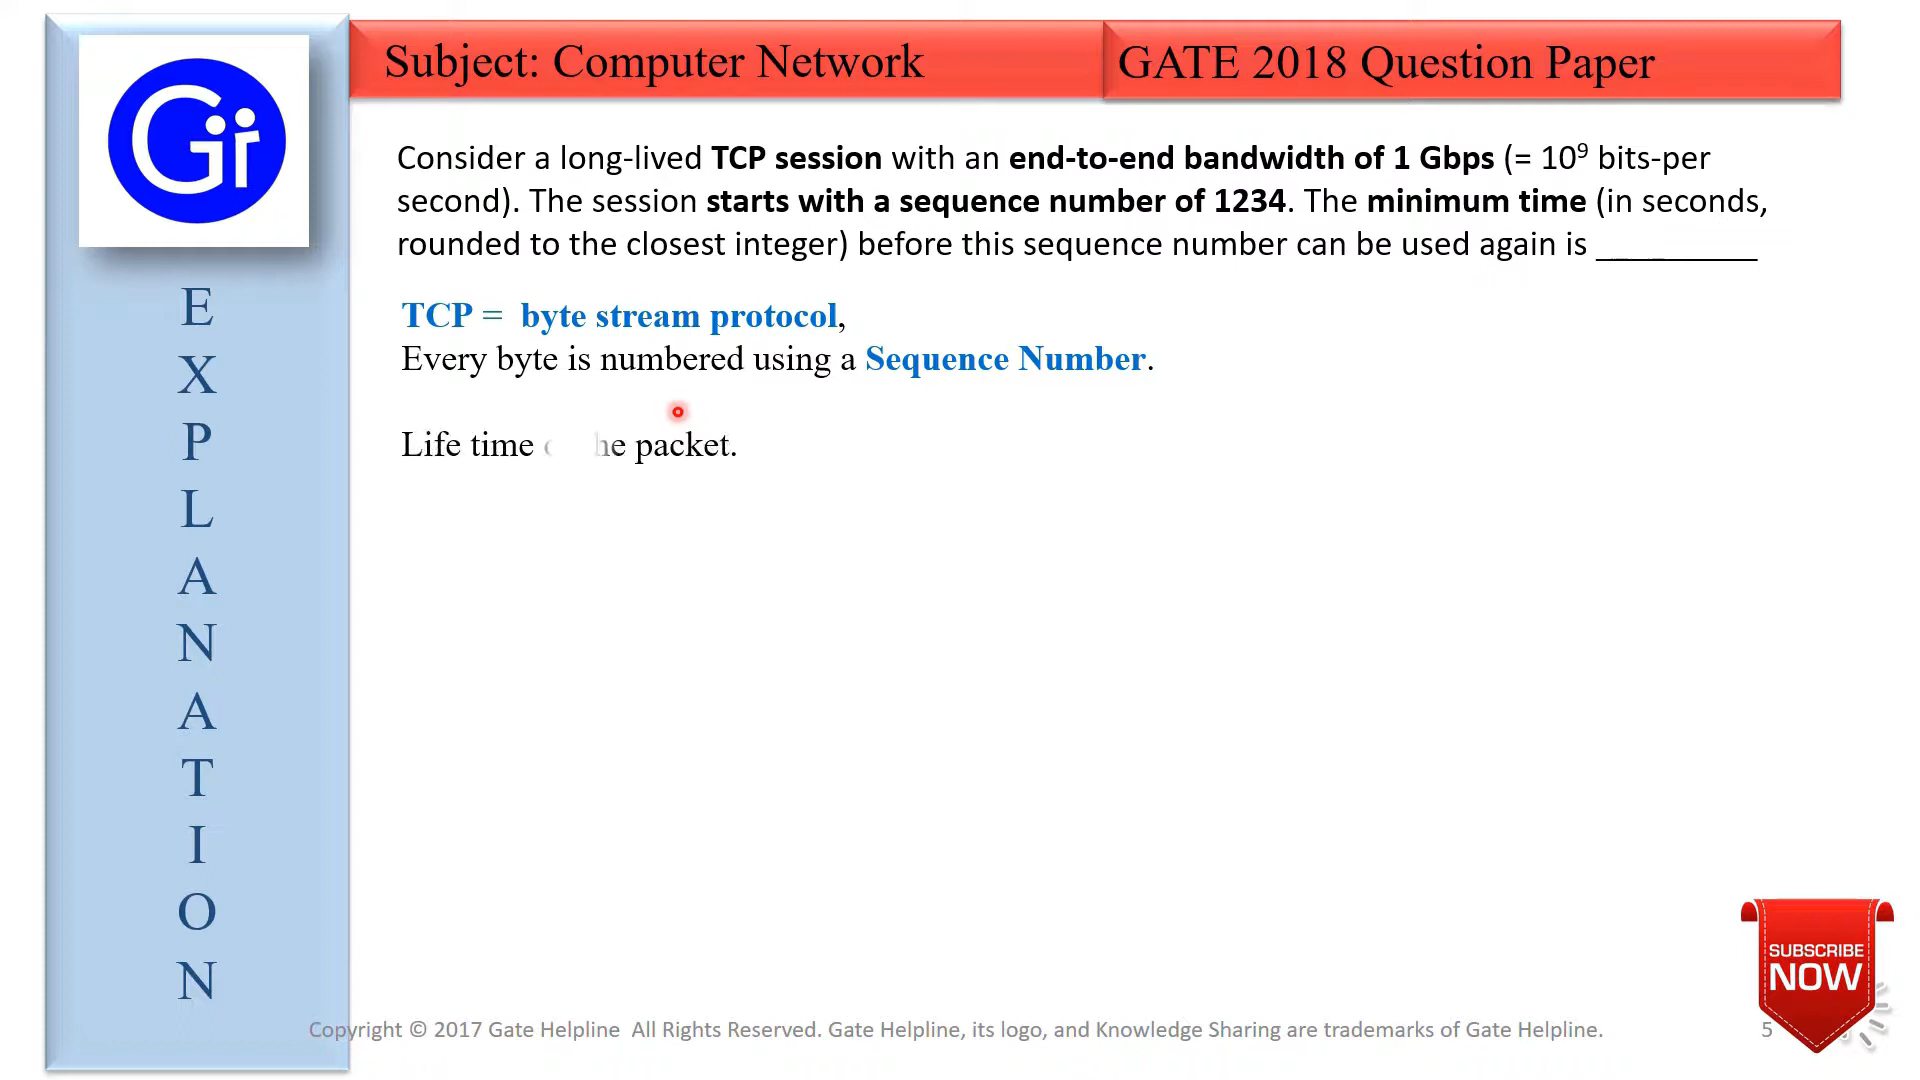 Gir
Subject: Computer Network
GATE 2018 Question Paper
Consider a long-lived TCP session with an end-to-end bandwidth of 1 Gbps (= 10⁹ bits-per
second). The session starts with a sequence number of 1234. The minimum time (in seconds,
rounded to the closest integer) before this sequence number can be used again is _________
TCP = byte stream protocol,
Every byte is numbered using a Sequence Number.
Life time he packet.
E
X
P
L
A
N
A
T
I
O
N
SUBSCRIBE
NOW
Copyright © 2017 Gate Helpline All Rights Reserved. Gate Helpline, its logo, and Knowledge Sharing are trademarks of Gate Helpline.
5